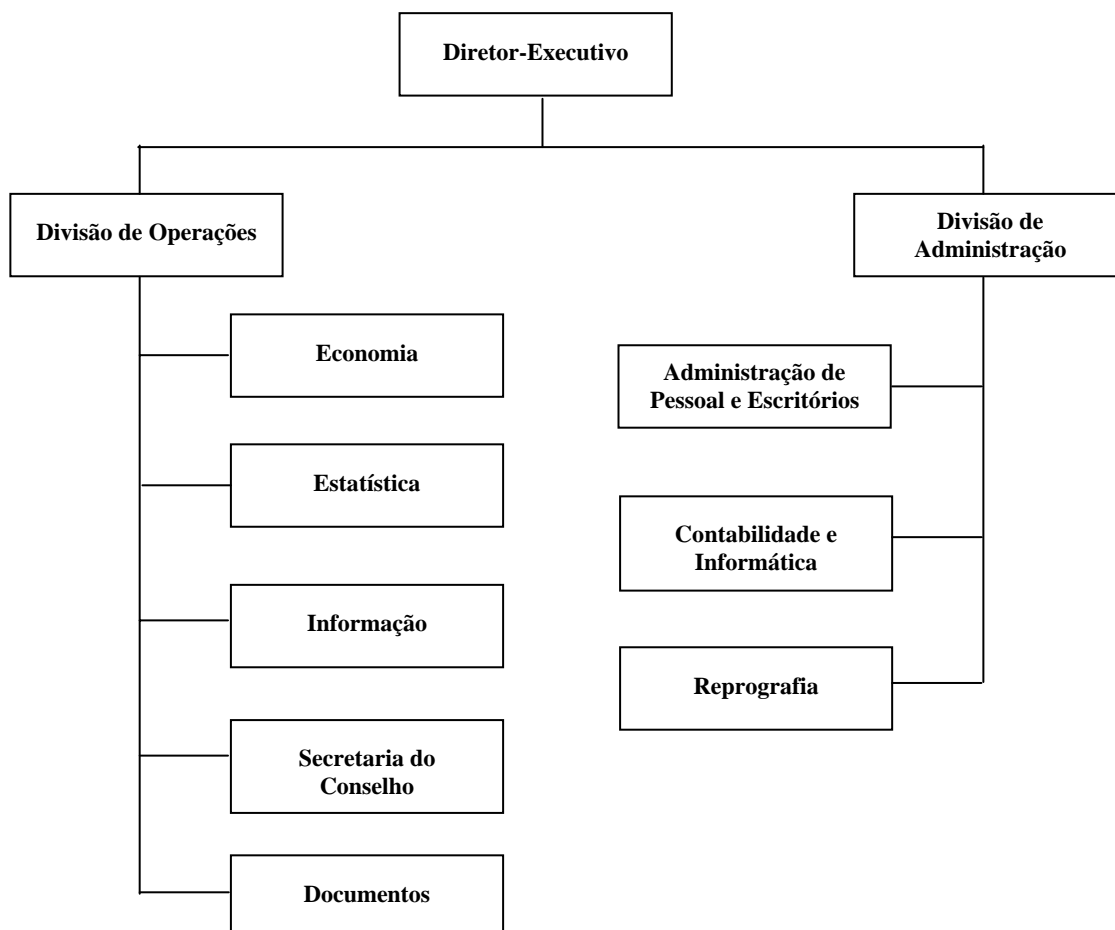 Diretor-Executivo
Divisão de Operações
Divisão de
Administração
Economia
Estatística
Informação
Secretaria do
Conselho
Documentos
Administração de
Pessoal e Escritórios
Contabilidade e
Informática
Reprografia